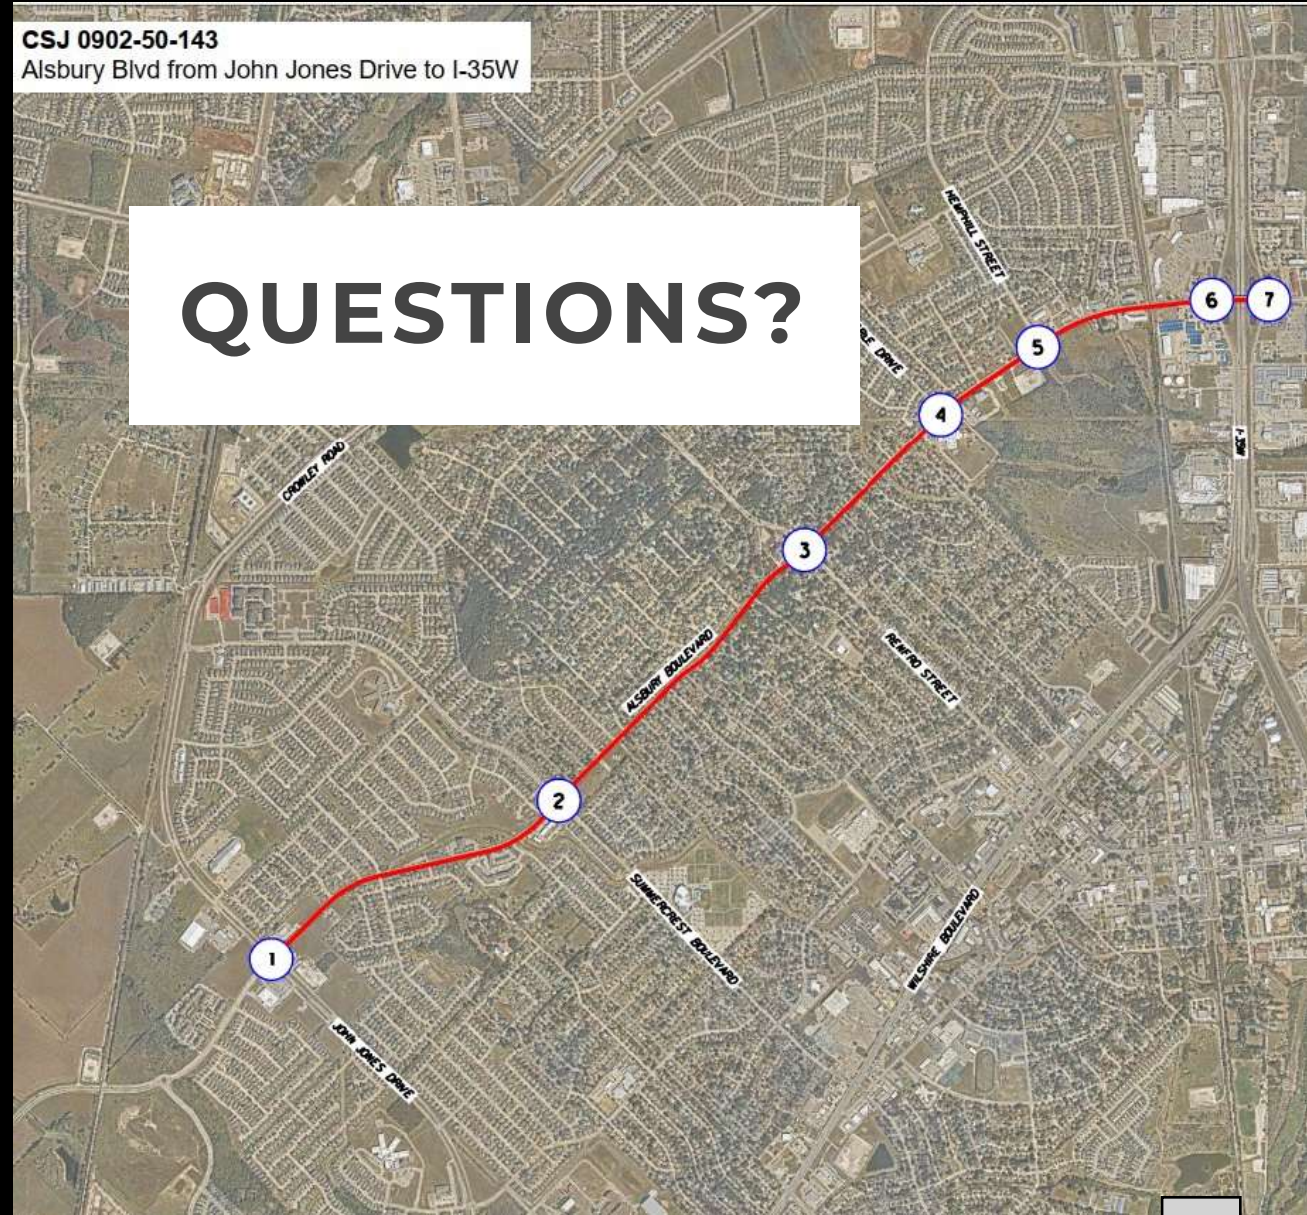 CSJ 0902-50-143
Alsbury Blvd from John Jones Drive to I-35W
QUESTIONS?
HEMPHILL STREET
6
7
5
DRIVE
4
I-35W
CROWLEY ROAD
3
ALSBURY BOULEVARD
RENFRO STREET
2
SUMMERCREST BOULEVARD
WILSHIRE BOULEVARD
1
JOHN JONES DRIVE